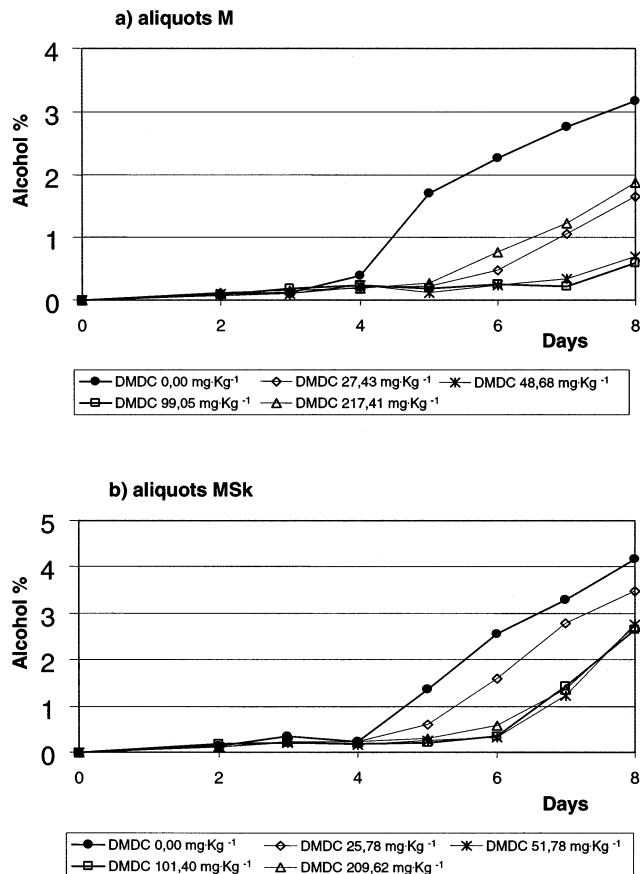 a) aliquots M
4
3
2
1
0
Alcohol %
0 2 4 6 8
Days
DMDC 0,00 mg·Kg⁻¹ DMDC 27,43 mg·Kg⁻¹ DMDC 48,68 mg·Kg⁻¹
DMDC 99,05 mg·Kg⁻¹ DMDC 217,41 mg·Kg⁻¹
b) aliquots MSk
5
4
3
2
1
0
Alcohol %
0 2 4 6 8
Days
DMDC 0,00 mg·Kg⁻¹ DMDC 25,78 mg·Kg⁻¹ DMDC 51,78 mg·Kg⁻¹
DMDC 101,40 mg·Kg⁻¹ DMDC 209,62 mg·Kg⁻¹